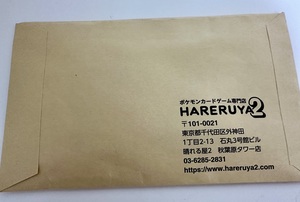 ポケモンカードゲーム専門店
HARERUYA2
〒101-0021
東京都千代田区外神田
1丁目2-13 石丸3号館ビル
晴れる屋2 秋葉原タワー店
03-6285-2831
https://www.hareruya2.com